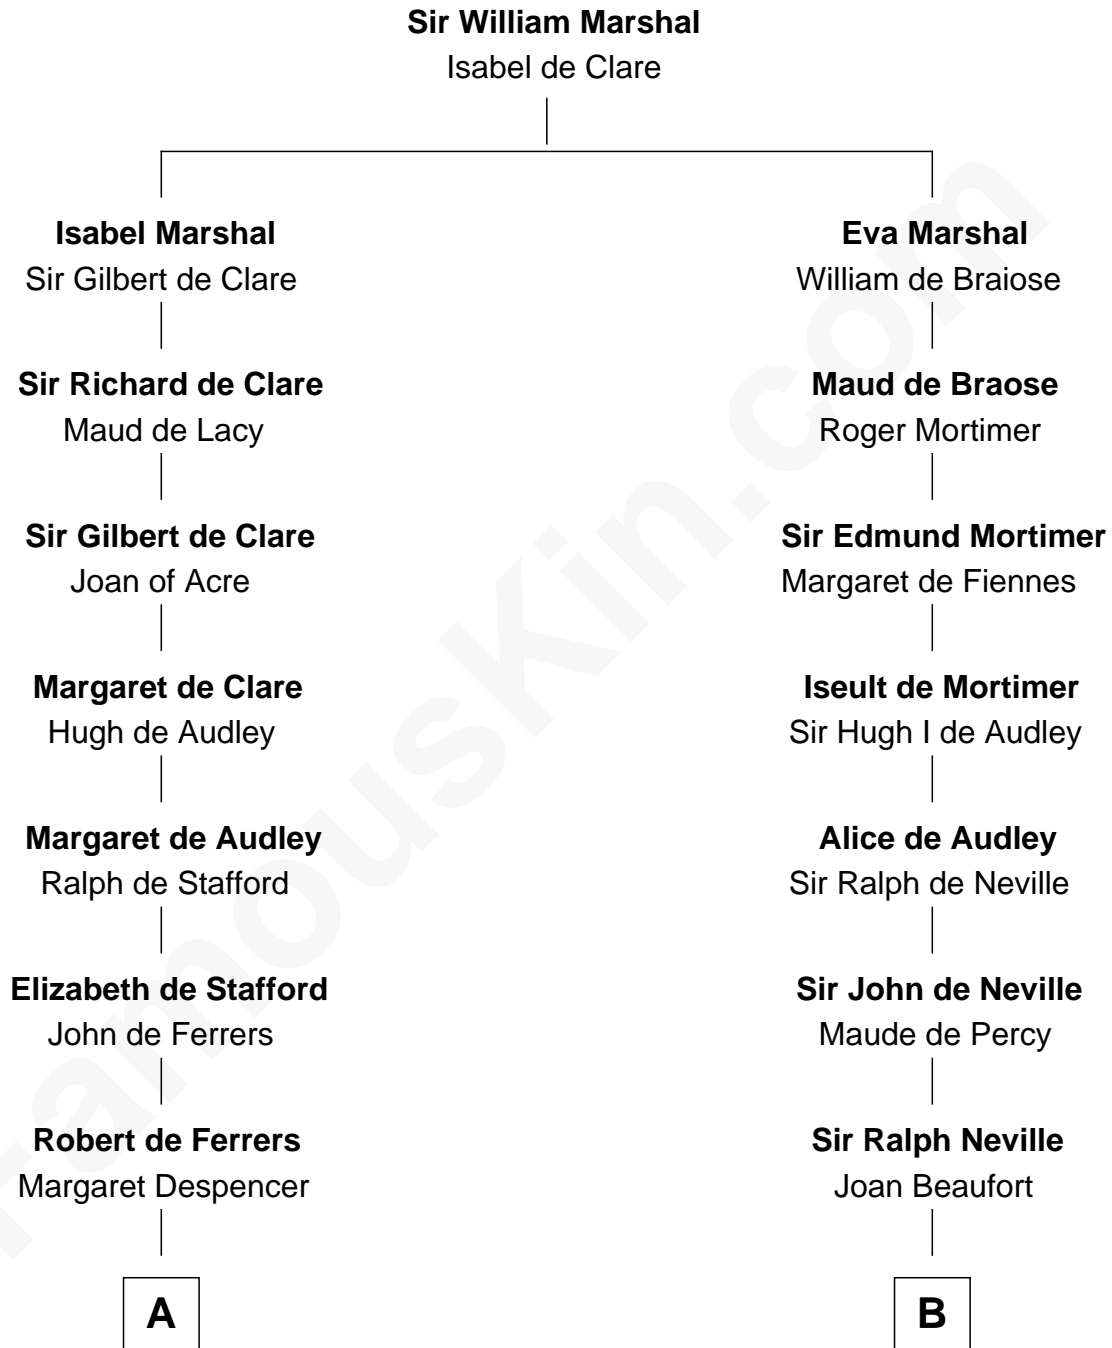 Sir William Marshal
Isabel de Clare
Isabel Marshal
Sir Gilbert de Clare
Sir Richard de Clare
Maud de Lacy
Sir Gilbert de Clare
Joan of Acre
Margaret de Clare
Hugh de Audley
Margaret de Audley
Ralph de Stafford
Elizabeth de Stafford
John de Ferrers
Robert de Ferrers
Margaret Despencer
A
Eva Marshal
William de Braiose
Maud de Braose
Roger Mortimer
Sir Edmund Mortimer
Margaret de Fiennes
Iseult de Mortimer
Sir Hugh I de Audley
Alice de Audley
Sir Ralph de Neville
Sir John de Neville
Maude de Percy
Sir Ralph Neville
Joan Beaufort
B
FamousKin.com